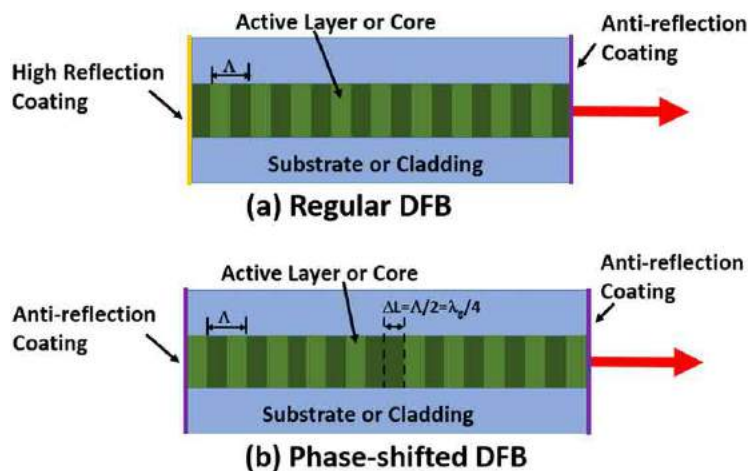 Active Layer or Core
Anti-reflection
Coating
High Reflection
Coating
Λ
Substrate or Cladding
(a) Regular DFB
Active Layer or Core
Anti-reflection
Coating
Anti-reflection
Coating
Λ
ΔL=Λ/2=λg/4
Substrate or Cladding
(b) Phase-shifted DFB